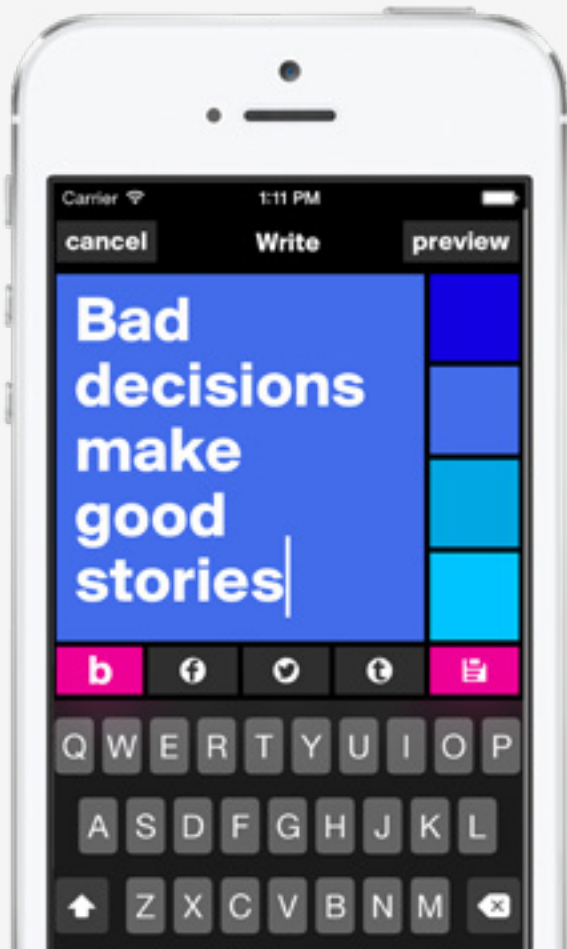 Carrier 1:11 PM
cancel Write preview
Bad
decisions
make
good
stories
b f t
Q W E R T Y U I O P
A S D F G H J K L
Z X C V B N M